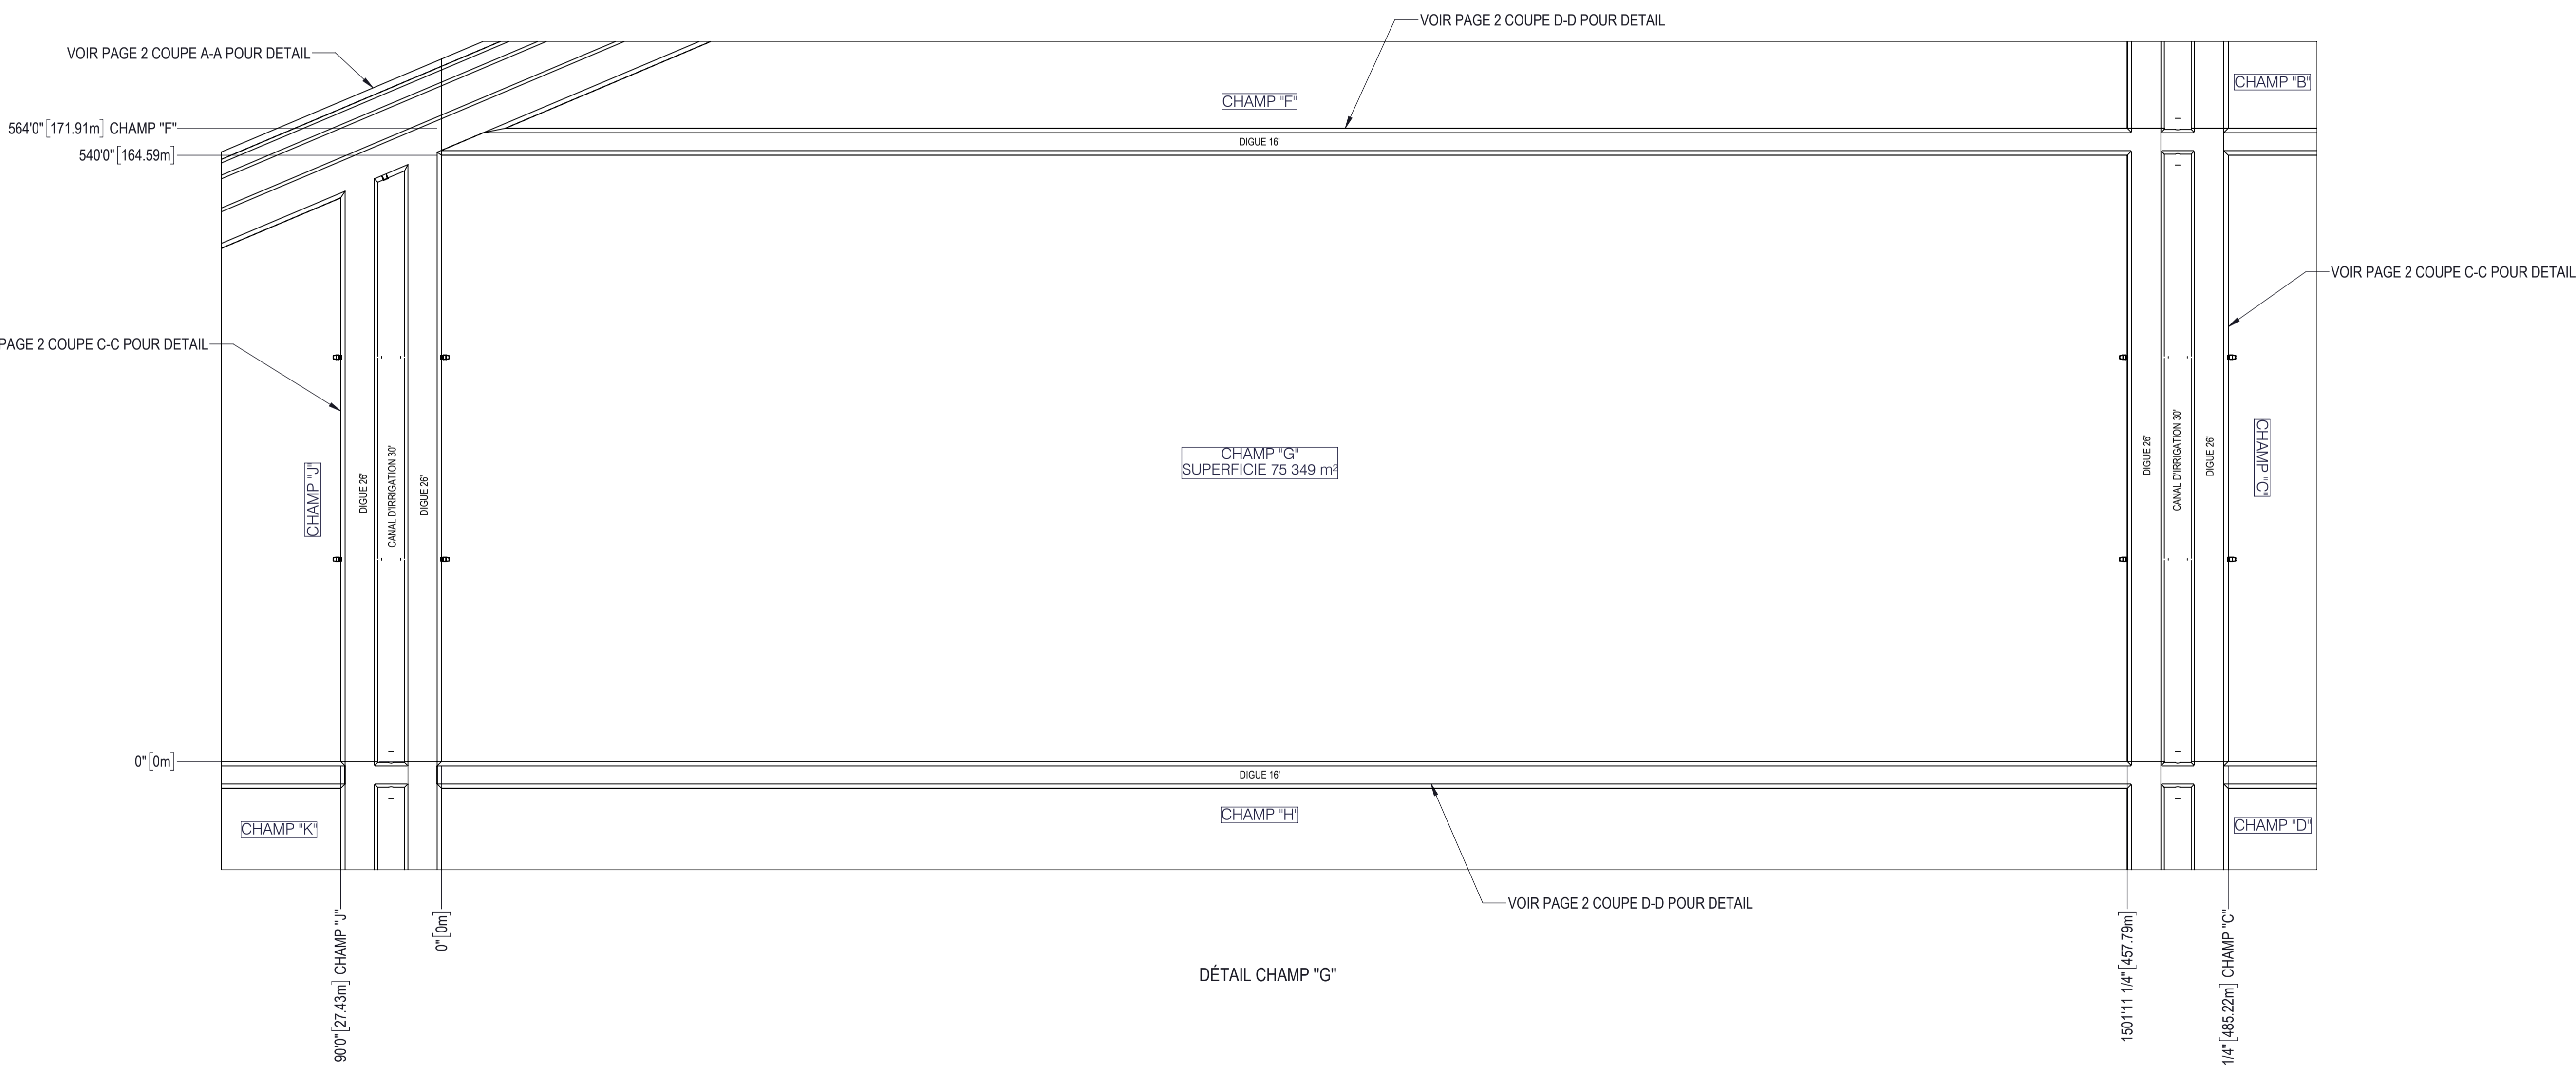 VOIR PAGE 2 COUPE D-D POUR DETAIL
VOIR PAGE 2 COUPE A-A POUR DETAIL
CHAMP "B"
CHAMP "F"
564'0" [171.91m] CHAMP "F"
DIGUE 16'
540'0" [164.59m]
VOIR PAGE 2 COUPE C-C POUR DETAIL
PAGE 2 COUPE C-C POUR DETAIL
CHAMP "J"
DIGUE 26'
CANAL D'IRRIGATION 30'
DIGUE 26'
CHAMP "G"
SUPERFICIE 75 349 m²
DIGUE 26'
CANAL D'IRRIGATION 30'
DIGUE 26'
CHAMP "C"
0" [0m]
DIGUE 16'
CHAMP "K"
CHAMP "H"
CHAMP "D"
VOIR PAGE 2 COUPE D-D POUR DETAIL
90'0" [27.43m] CHAMP "J"
0" [0m]
1501'11 1/4" [457.79m]
1/4" [485.22m] CHAMP "C"
DÉTAIL CHAMP "G"